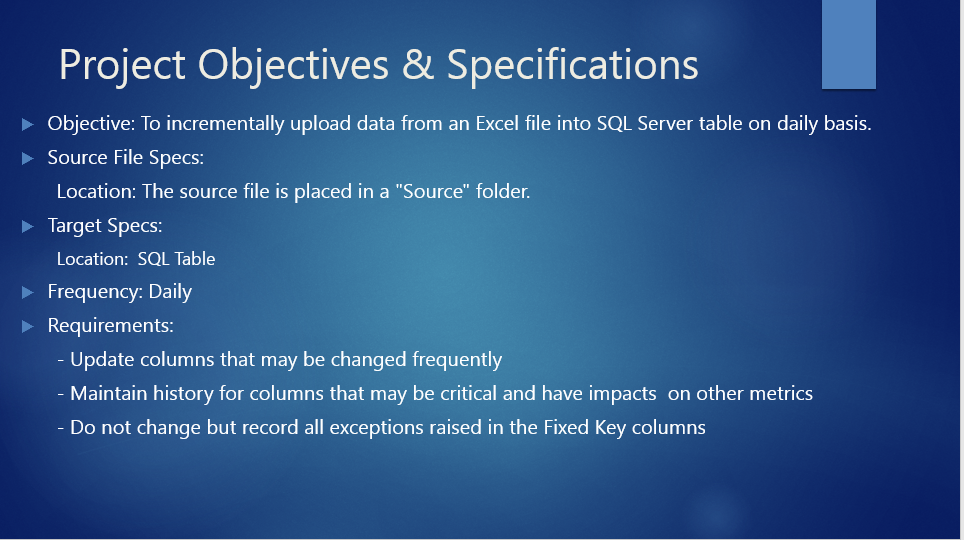 Project Objectives & Specifications
Objective: To incrementally upload data from an Excel file into SQL Server table on daily basis.
Source File Specs:
Location: The source file is placed in a "Source" folder.
Target Specs:
Location:  SQL Table
Frequency: Daily
Requirements:
- Update columns that may be changed frequently
- Maintain history for columns that may be critical and have impacts  on other metrics
- Do not change but record all exceptions raised in the Fixed Key columns